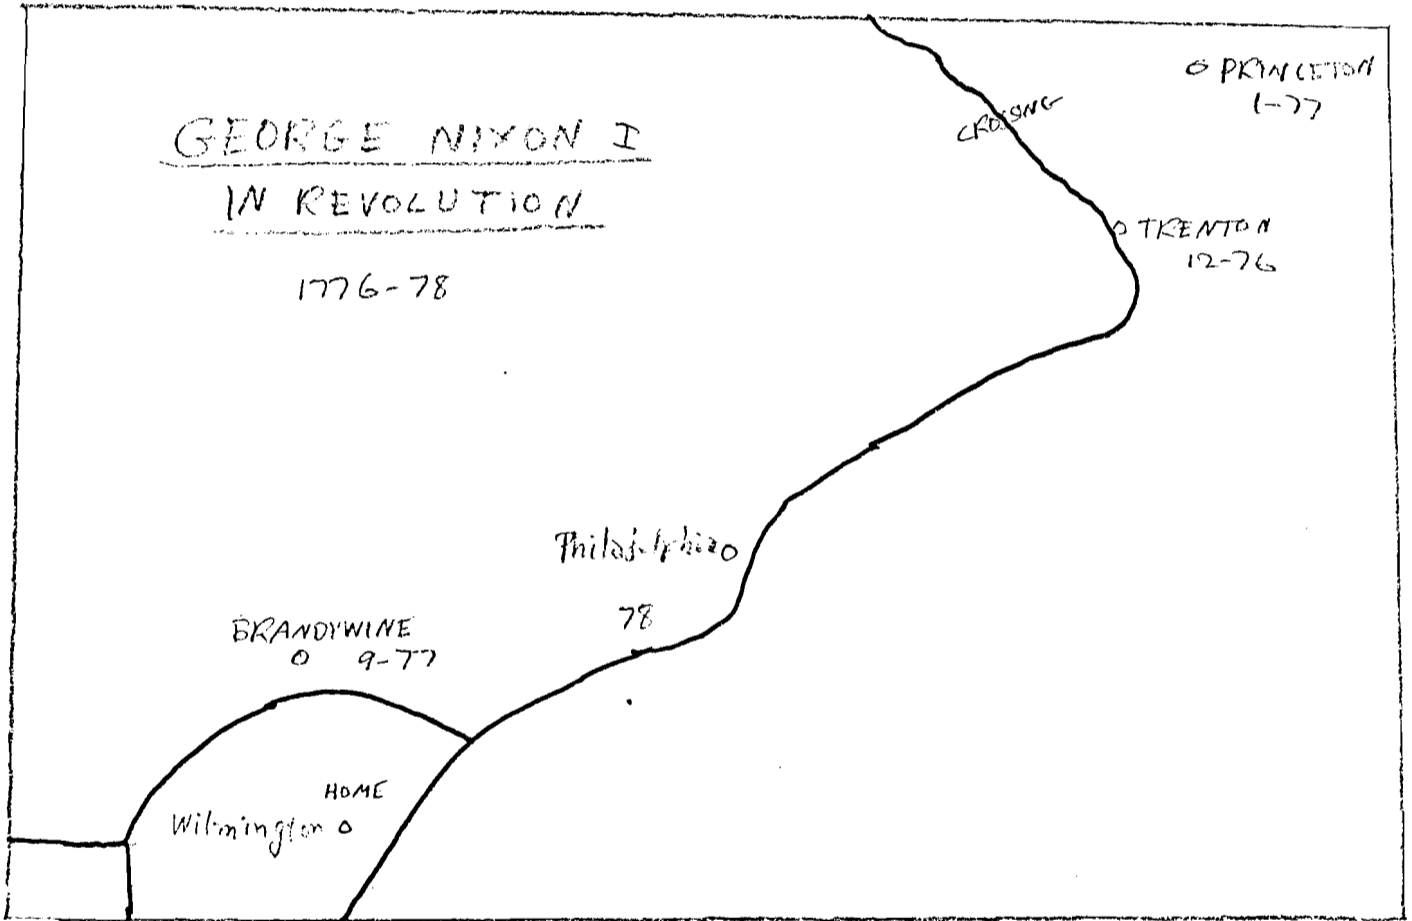 GEORGE NIXON I
IN REVOLUTION
1776-78
PRINCETON
1-77
CROSSNG
TRENTON
12-76
Philadelphia
78
BRANDYWINE
9-77
HOME
Wilmington